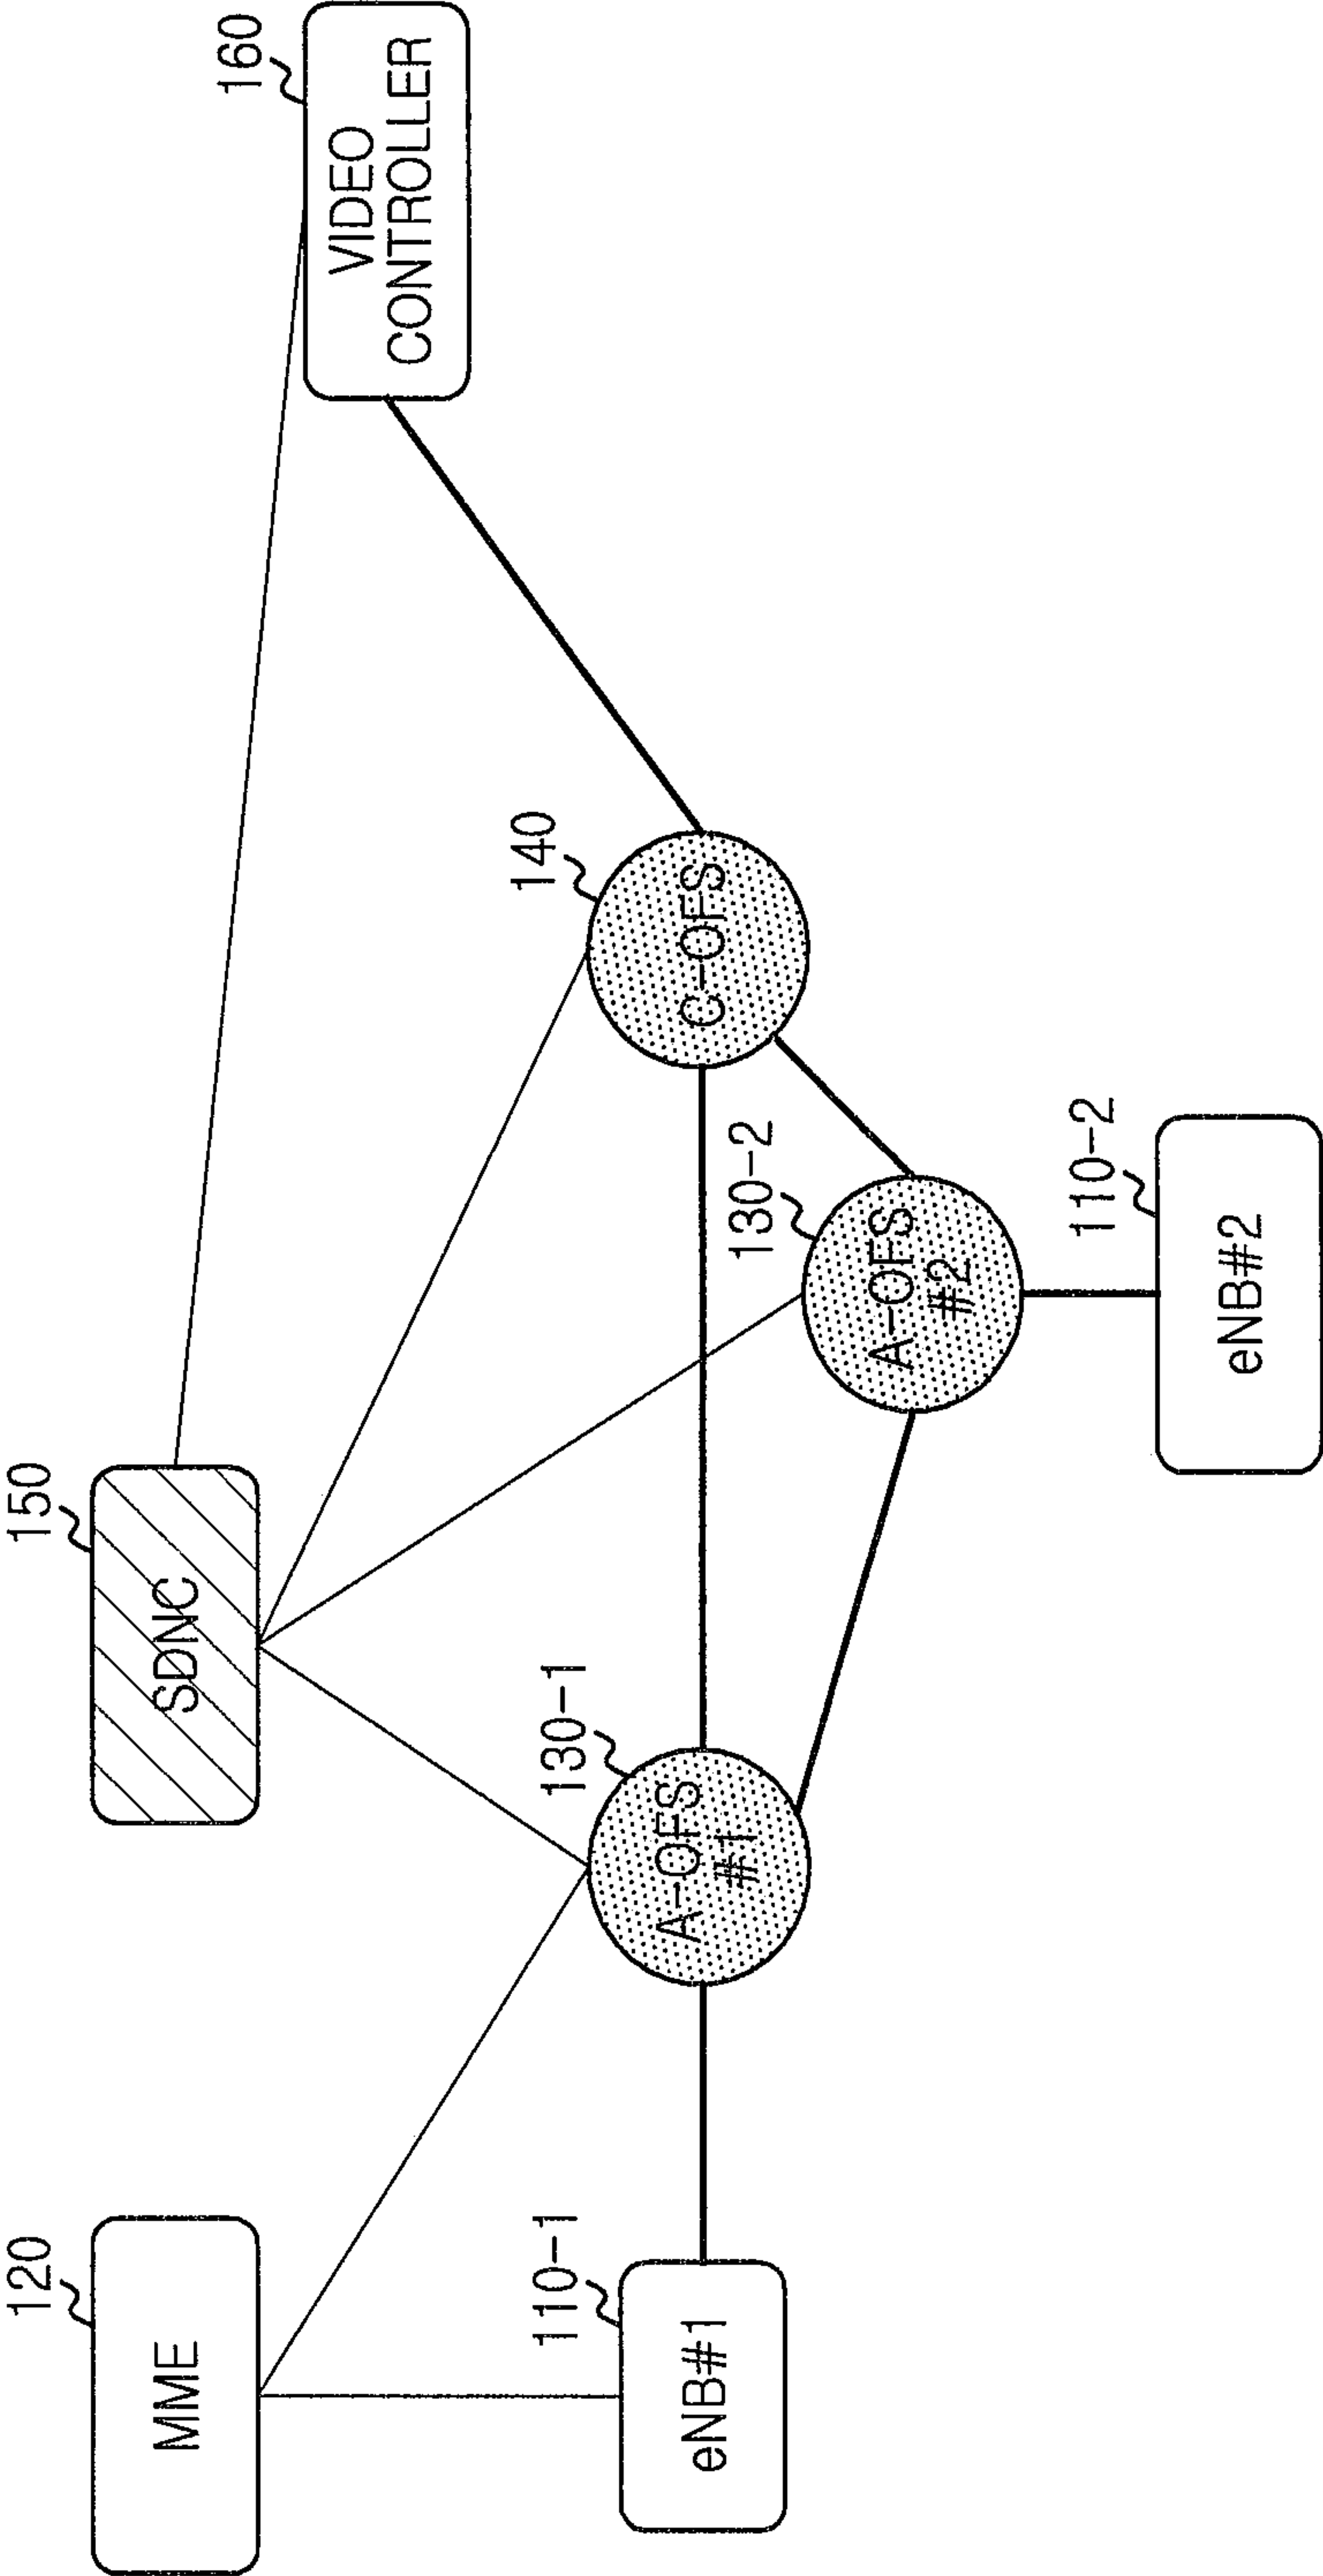 120
MME
150
SDNC
160
VIDEO
CONTROLLER
110-1
eNB#1
130-1
A-OFS
#1
140
C-OFS
130-2
A-OFS
#2
110-2
eNB#2